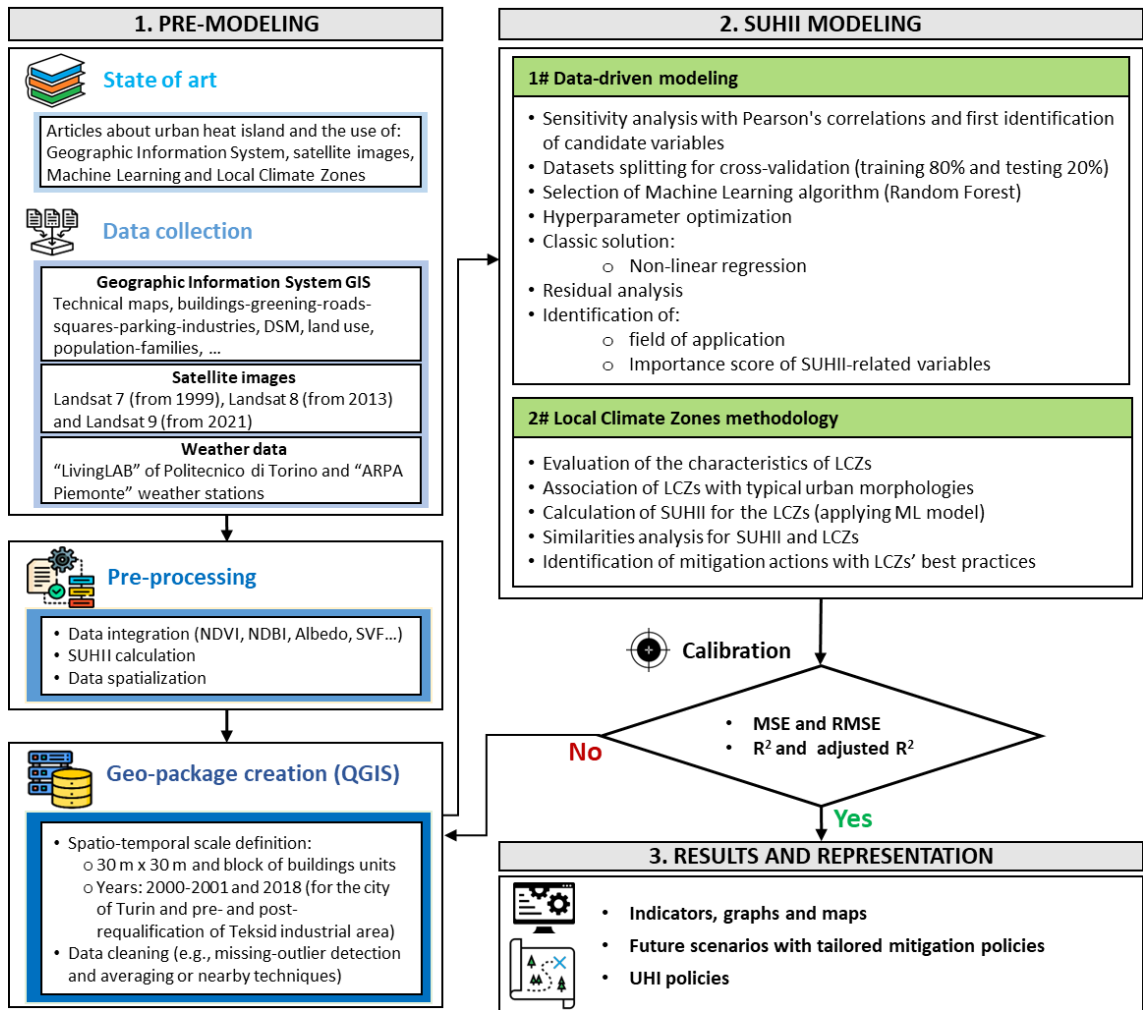 1. PRE-MODELING
State of art
Articles about urban heat island and the use of:
Geographic Information System, satellite images,
Machine Learning and Local Climate Zones
Data collection
Geographic Information System GIS
Technical maps, buildings-greening-roads-
squares-parking-industries, DSM, land use,
population-families, ...
Satellite images
Landsat 7 (from 1999), Landsat 8 (from 2013)
and Landsat 9 (from 2021)
Weather data
“LivingLAB” of Politecnico di Torino and “ARPA
Piemonte” weather stations
Pre-processing
• Data integration (NDVI, NDBI, Albedo, SVF...)
• SUHII calculation
• Data spatialization
Geo-package creation (QGIS)
• Spatio-temporal scale definition:
o 30 m x 30 m and block of buildings units
o Years: 2000-2001 and 2018 (for the city
of Turin and pre- and post-
requalification of Teksid industrial area)
• Data cleaning (e.g., missing-outlier detection
and averaging or nearby techniques)
2. SUHII MODELING
1# Data-driven modeling
• Sensitivity analysis with Pearson's correlations and first identification
of candidate variables
• Datasets splitting for cross-validation (training 80% and testing 20%)
• Selection of Machine Learning algorithm (Random Forest)
• Hyperparameter optimization
• Classic solution:
o Non-linear regression
• Residual analysis
• Identification of:
o field of application
o Importance score of SUHII-related variables
2# Local Climate Zones methodology
• Evaluation of the characteristics of LCZs
• Association of LCZs with typical urban morphologies
• Calculation of SUHII for the LCZs (applying ML model)
• Similarities analysis for SUHII and LCZs
• Identification of mitigation actions with LCZs’ best practices
Calibration
• MSE and RMSE
• R² and adjusted R²
No
Yes
3. RESULTS AND REPRESENTATION
• Indicators, graphs and maps
• Future scenarios with tailored mitigation policies
• UHI policies